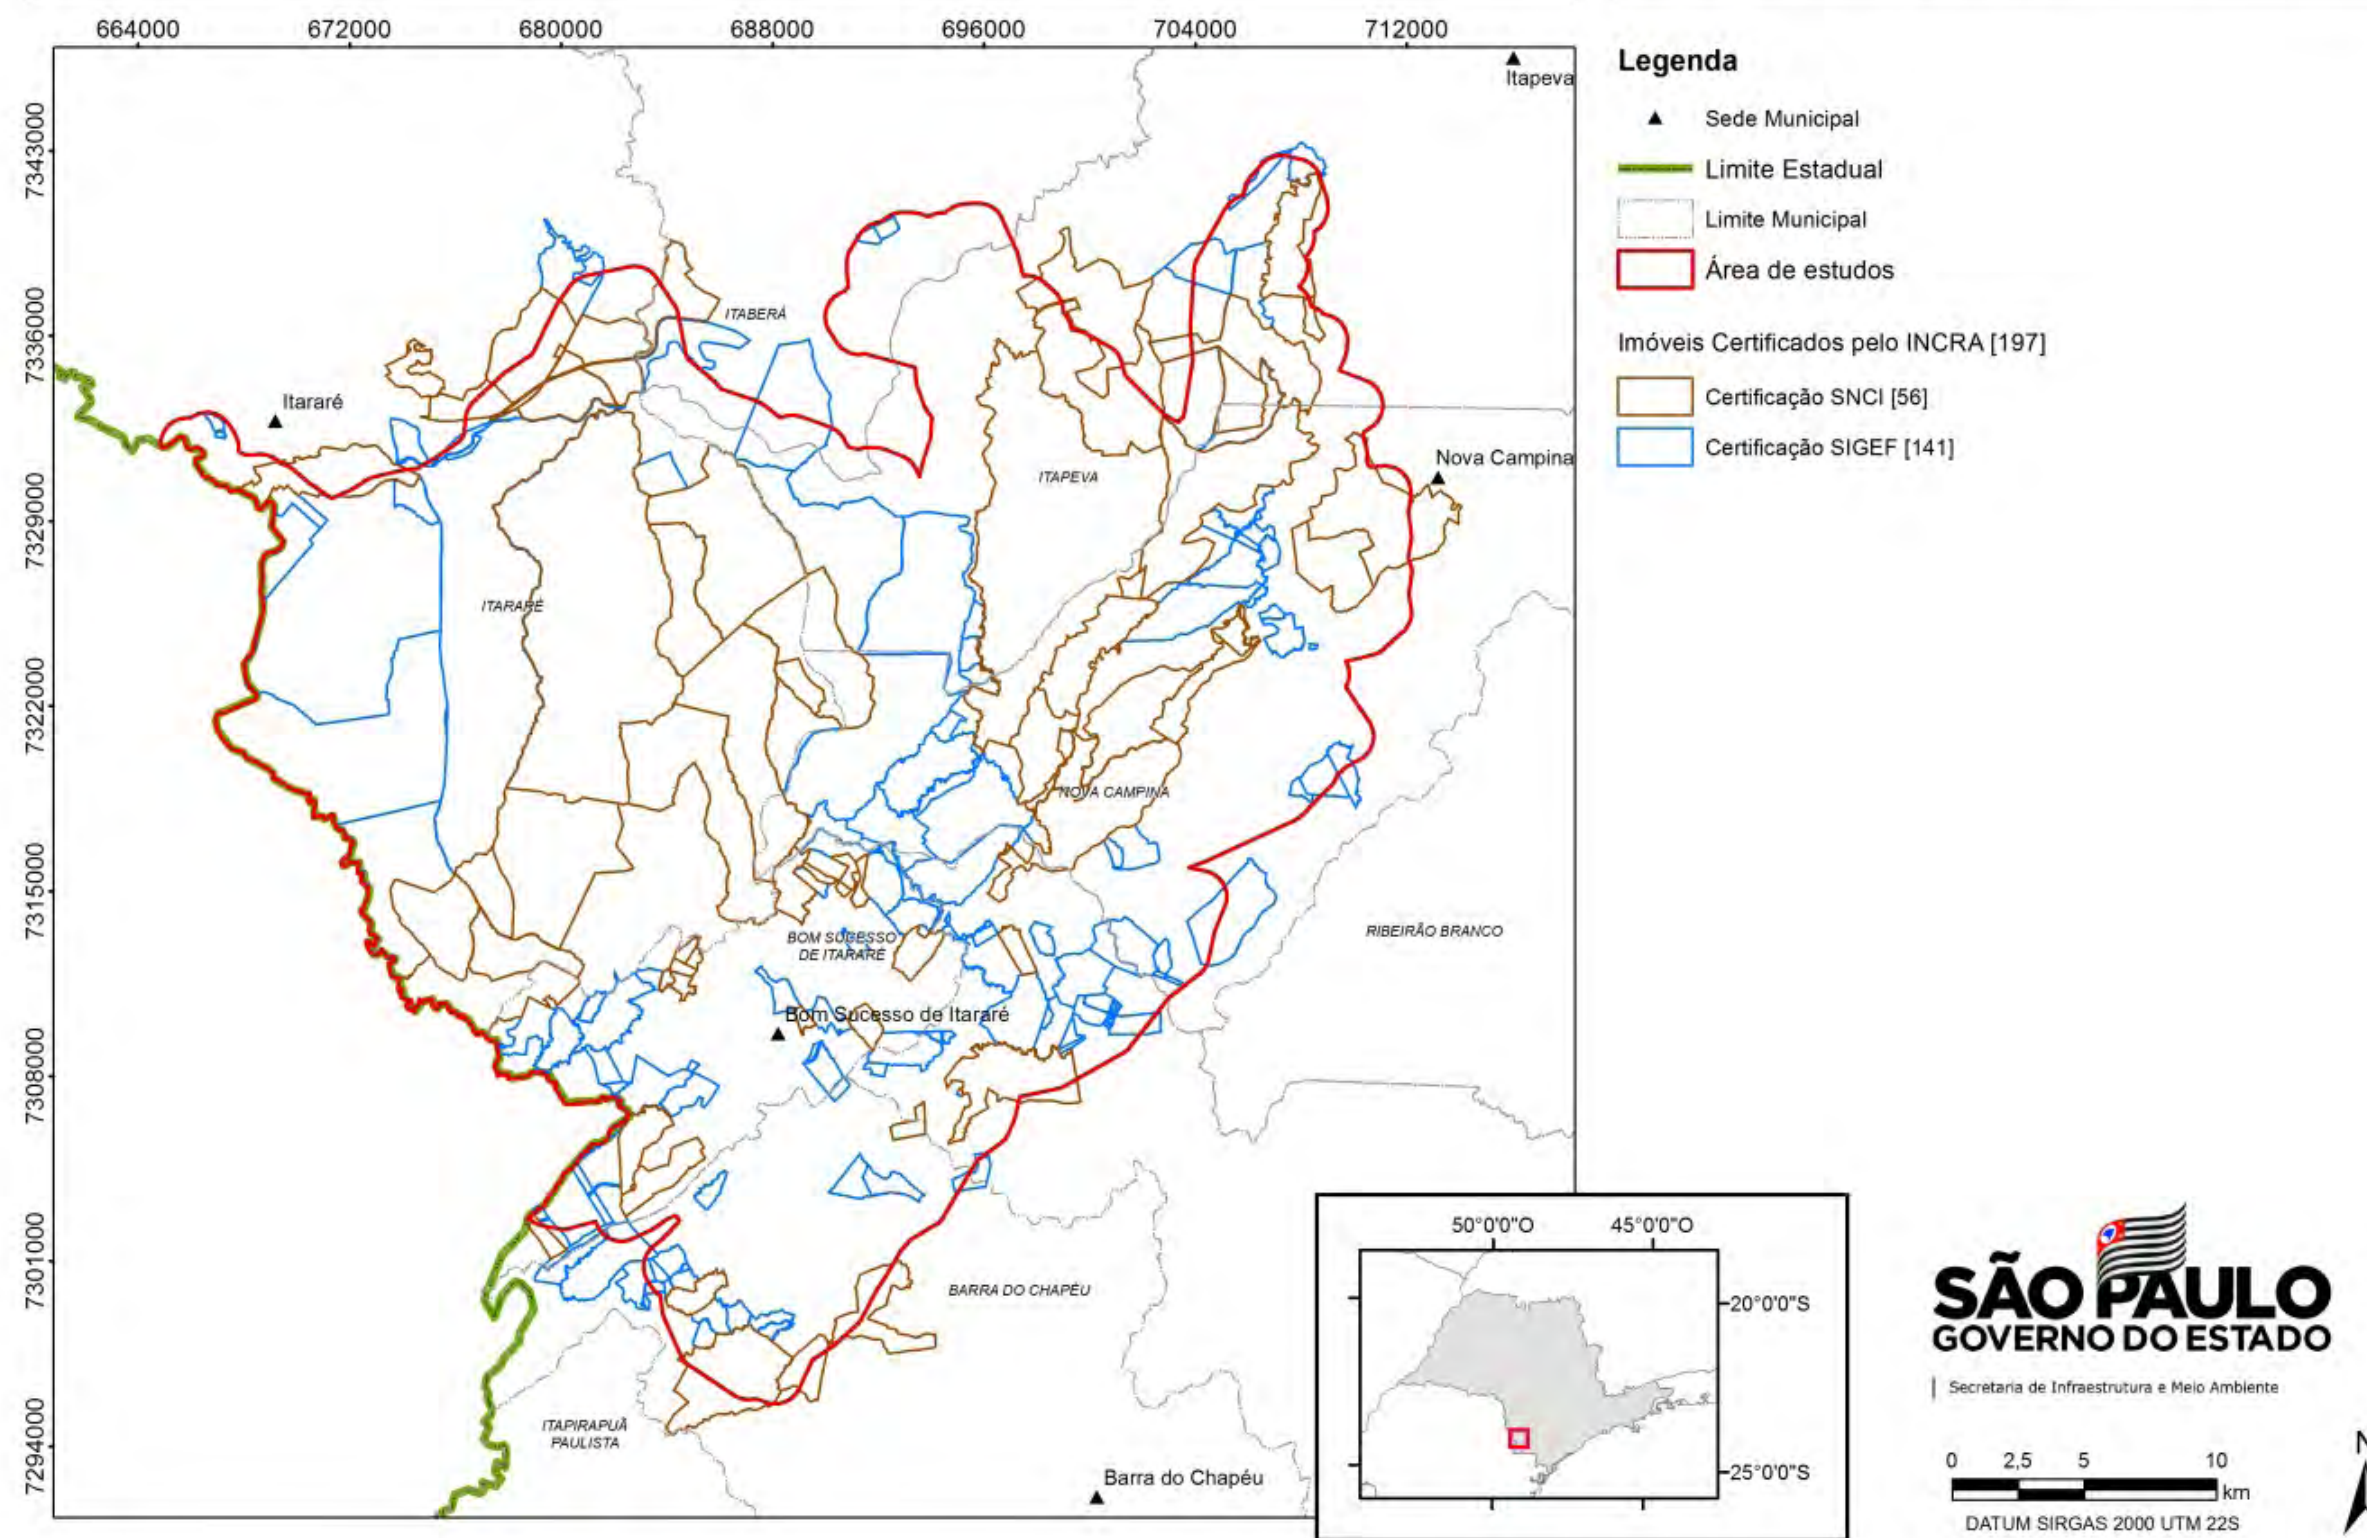 664000 672000 680000 688000 696000 704000 712000
7343000
7336000
7329000
7322000
7315000
7308000
7301000
7294000
Itapeva
ITABERÁ
Itararé
Nova Campina
ITAPEVA
ITARARÉ
NOVA CAMPINA
BOM SUCESSO
DE ITARARÉ
RIBEIRÃO BRANCO
Bom Sucesso de Itararé
BARRA DO CHAPÉU
ITAPIRAPUÃ
PAULISTA
Barra do Chapéu
Legenda
Sede Municipal
Limite Estadual
Limite Municipal
Área de estudos
Imóveis Certificados pelo INCRA [197]
Certificação SNCI [56]
Certificação SIGEF [141]
50°0'0"O 45°0'0"O
20°0'0"S
25°0'0"S
SÃO PAULO
GOVERNO DO ESTADO
Secretaria de Infraestrutura e Meio Ambiente
0 2,5 5 10
km
DATUM SIRGAS 2000 UTM 22S
N